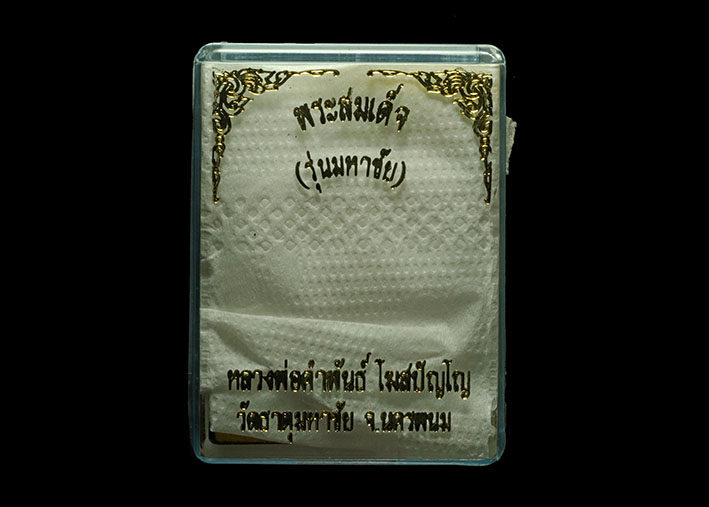 พระสมเด็จ
(รุ่นมหาชัย)
หลวงพ่อคำพันธ์ โฆสปัญโญ
วัดธาตุมหาชัย จ.นครพนม